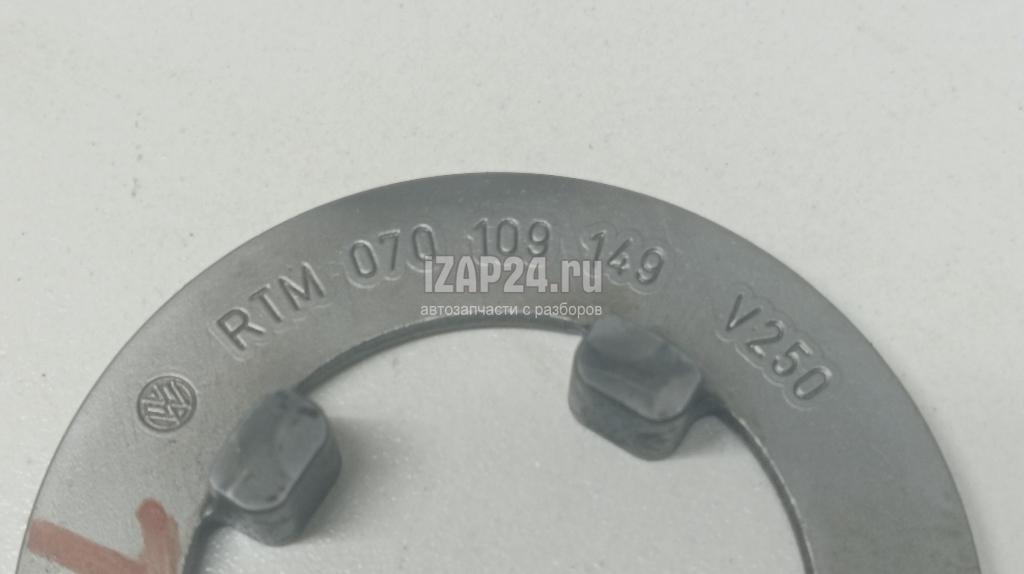 RTM 070 109 149 V250
iZAP24.ru
автозапчасти с разборов